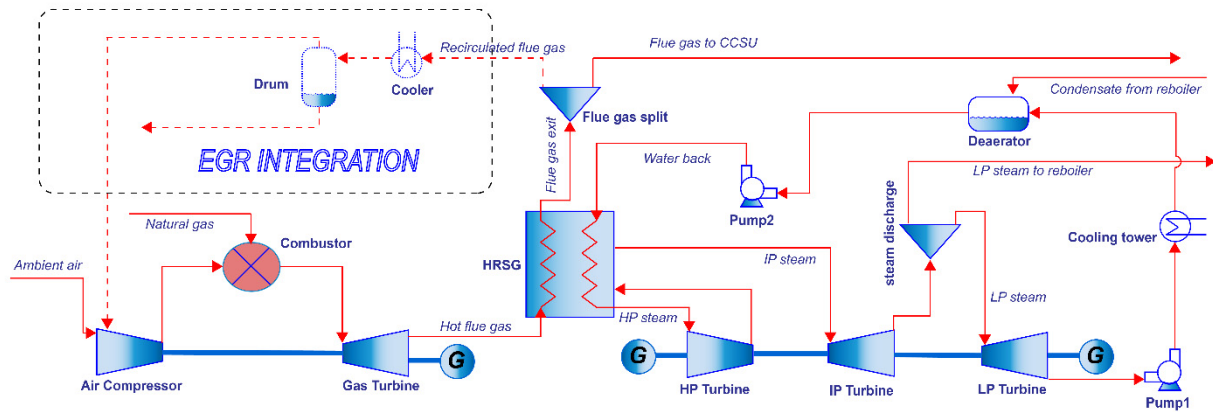 Recirculated flue gas
Flue gas to CCSU
Drum
Cooler
Condensate from reboiler
Flue gas split
Deaerator
EGR INTEGRATION
Flue gas exit
Water back
LP steam to reboiler
Pump2
Natural gas
Combustor
steam discharge
Cooling tower
HRSG
IP steam
Ambient air
LP steam
HP steam
Hot flue gas
G
G
G
Air Compressor
Gas Turbine
HP Turbine
IP Turbine
LP Turbine
Pump1